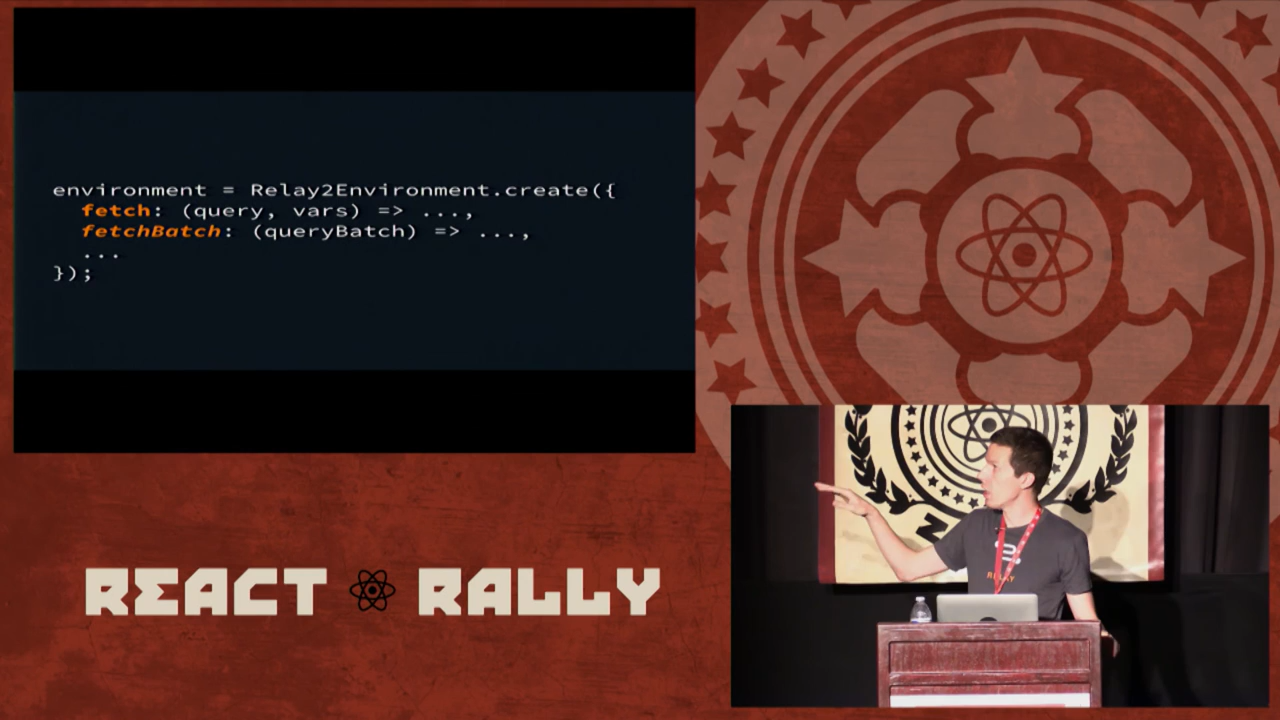 environment = Relay2Environment.create({
  fetch: (query, vars) => ...,
  fetchBatch: (queryBatch) => ...,
  ...
});
REACT RALLY